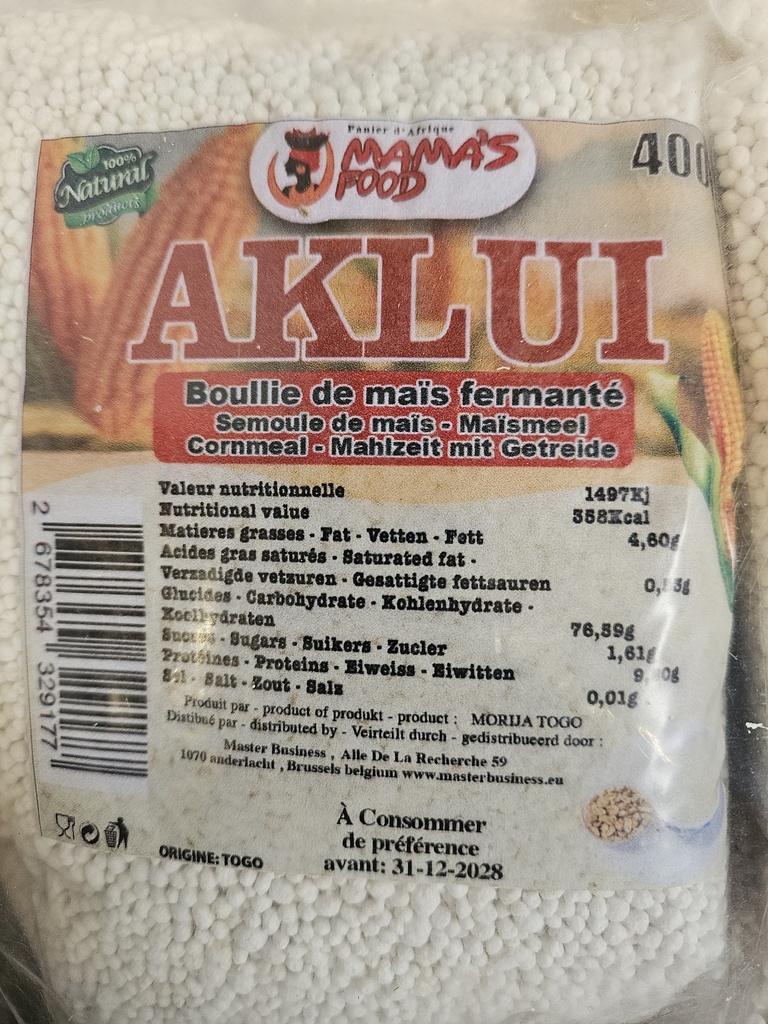 100%
Natural
products
Panier d'Afrique
MAMA'S
FOOD
400
AKLUI
Boullie de maïs fermanté
Semoule de maïs - Maïsmeel
Cornmeal - Mahlzeit mit Getreide
Valeur nutritionnelle 1497Kj
Nutritional value 358Kcal
Matieres grasses - Fat - Vetten - Fett 4,60g
Acides gras saturés - Saturated fat -
Verzadigde vetzuren - Gesattigte fettsauren
Glucides - Carbohydrate - Kohlenhydrate -
Koolhydraten 76,59g
Sucres - Sugars - Suikers - Zucler 1,61g
Protéines - Proteins - Eiweiss - Eiwitten
Sel - Salt - Zout - Salz 0,01g
Produit par - product of produkt - product : MORIJA TOGO
Distibué par - distributed by - Veirteilt durch - gedistribueerd door :
Master Business , Alle De La Recherche 59
1070 anderlacht , Brussels belgium www.masterbusiness.eu
À Consommer
de préférence
avant: 31-12-2028
ORIGINE: TOGO
2 678354 329177